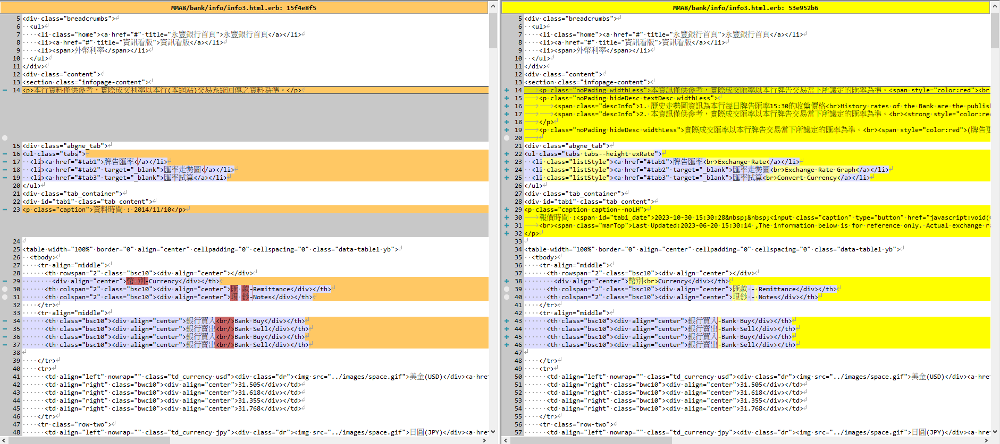 MMA8/bank/info/info3.html.erb: 15f4e8f5
5 <div class="breadcrumbs">
6   <ul>
7     <li class="home"><a href="#" title="永豐銀行首頁">永豐銀行首頁</a></li>
8     <li><a href="#" title="資訊看版">資訊看版</a></li>
9     <li><span>外幣利率</span></li>
10   </ul>
11 </div>
12 <div class="content">
13 <section class="infopage-content">
14 <p>本行資料僅供參考，實際成交利率以本行(本網站)交易系統回傳之資料為準。</p>
15 <div class="abgne_tab">
16 <ul class="tabs">
17   <li><a href="#tab1">牌告匯率</a></li>
18   <li><a href="#tab2" target="_blank">匯率走勢圖</a></li>
19   <li><a href="#tab3" target="_blank">匯率試算</a></li>
20 </ul>
21 <div class="tab_container">
22 <div id="tab1" class="tab_content">
23 <p class="caption">資料時間 : 2014/11/10</p>
24
25 <table width="100%" border="0" align="center" cellpadding="0" cellspacing="0" class="data-table1 yb">
26   <tbody>
27     <tr align="middle">
28       <th rowspan="2" class="bsc10"><div align="center"></div>
29         <div align="center">幣 別-Currency</div></th>
30       <th colspan="2" class="bsc10"><div align="center">匯 款-Remittance</div></th>
31       <th colspan="2" class="bsc10"><div align="center">現 鈔-Notes</div></th>
32     </tr>
33     <tr align="middle">
34       <th class="bsc10"><div align="center">銀行買入<br/>Bank Buy</div></th>
35       <th class="bsc10"><div align="center">銀行賣出<br/>Bank Sell</div></th>
36       <th class="bsc10"><div align="center">銀行買入<br/>Bank Buy</div></th>
37       <th class="bsc10"><div align="center">銀行賣出<br/>Bank Sell</div></th>
38
39     </tr>
40     <tr>
41       <td align="left" nowrap="" class="td_currency usd"><div class="dr"><img src="../images/space.gif">美金(USD)</div><a hre
42       <td align="right" class="bwc10"><div align="center">31.505</div></td>
43       <td align="right" class="bwc10"><div align="center">31.618</div></td>
44       <td align="right" class="bwc10"><div align="center">31.355</div></td>
45       <td align="right" class="bwc10"><div align="center">31.768</div></td>
46     </tr>
47     <tr class="row-two">
48       <td align="left" nowrap="" class="td_currency jpy"><div class="dr"><img src="../images/space.gif">日圓(JPY)</div><a hre
MMA8/bank/info/info3.html.erb: 53e952b6
5 <div class="breadcrumbs">
6   <ul>
7     <li class="home"><a href="#" title="永豐銀行首頁">永豐銀行首頁</a></li>
8     <li><a href="#" title="資訊看版">資訊看版</a></li>
9     <li><span>外幣利率</span></li>
10   </ul>
11 </div>
12 <div class="content">
13 <section class="infopage-content">
14     <p class="noPading widthLess">本資訊僅供參考，實際成交匯率以本行牌告交易當下所議定的匯率為準。<span style="color:red"><br
15     <p class="noPading hideDesc textDesc widthLess">
16         <span class="descInfo">1. 歷史走勢圖資訊為本行每日牌告匯率15:30的收盤價格<br>History rates of the Bank are the publish
17         <span class="descInfo">2. 本資訊僅供參考，實際成交匯率以本行牌告交易當下所議定的匯率為準。<br><strong style="color:re
18     </p>
19     <p class="noPading hideDesc widthLess">實際成交匯率以本行牌告交易當下所議定的匯率為準。<br><span style="color:red">(牌告更
20
21 <div class="abgne_tab">
22 <ul class="tabs tabs--height exRate">
23   <li class="listStyle"><a href="#tab1">牌告匯率<br>Exchange Rate</a></li>
24   <li class="listStyle"><a href="#tab2" target="_blank">匯率走勢圖<br>Exchange Rate Graph</a></li>
25   <li class="listStyle"><a href="#tab3" target="_blank">匯率試算<br>Convert Currency</a></li>
26 </ul>
27 <div class="tab_container">
28 <div id="tab1" class="tab_content">
29 <p class="caption caption--noLH">
30     報價時間 :<span id="tab1_date">2023-10-30 15:30:28&nbsp;&nbsp;<input class="caption" type="button" href="javascript:void(
31     <br><span class="marTop">Last Updated:2023-06-20 15:30:14 ,The information below is for reference only. Actual exchange ra
32 </p>
33
34 <table width="100%" border="0" align="center" cellpadding="0" cellspacing="0" class="data-table1 yb">
35   <tbody>
36     <tr align="middle">
37       <th rowspan="2" class="bsc10"><div align="center"></div>
38         <div align="center">幣別<br>Currency</div></th>
39       <th colspan="2" class="bsc10"><div align="center">匯款 - Remittance</div></th>
40       <th colspan="2" class="bsc10"><div align="center">現鈔 - Notes</div></th>
41     </tr>
42     <tr align="middle">
43       <th class="bsc10"><div align="center">銀行買入-Bank Buy</div></th>
44       <th class="bsc10"><div align="center">銀行賣出-Bank Sell</div></th>
45       <th class="bsc10"><div align="center">銀行買入-Bank Buy</div></th>
46       <th class="bsc10"><div align="center">銀行賣出-Bank Sell</div></th>
47
48     </tr>
49     <tr>
50       <td align="left" nowrap="" class="td_currency usd"><div class="dr"><img src="../images/space.gif">美金(USD)</div><a hre
51       <td align="right" class="bwc10"><div align="center">31.505</div></td>
52       <td align="right" class="bwc10"><div align="center">31.618</div></td>
53       <td align="right" class="bwc10"><div align="center">31.355</div></td>
54       <td align="right" class="bwc10"><div align="center">31.768</div></td>
55     </tr>
56     <tr class="row-two">
57       <td align="left" nowrap="" class="td_currency jpy"><div class="dr"><img src="../images/space.gif">日圓(JPY)</div><a hre